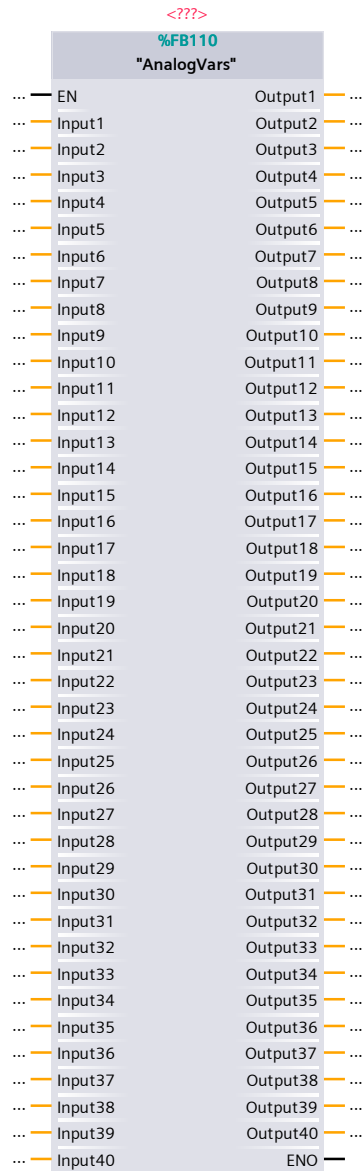 <???>
%FB110
"AnalogVars"
... EN Output1 ...
... Input1 Output2 ...
... Input2 Output3 ...
... Input3 Output4 ...
... Input4 Output5 ...
... Input5 Output6 ...
... Input6 Output7 ...
... Input7 Output8 ...
... Input8 Output9 ...
... Input9 Output10 ...
... Input10 Output11 ...
... Input11 Output12 ...
... Input12 Output13 ...
... Input13 Output14 ...
... Input14 Output15 ...
... Input15 Output16 ...
... Input16 Output17 ...
... Input17 Output18 ...
... Input18 Output19 ...
... Input19 Output20 ...
... Input20 Output21 ...
... Input21 Output22 ...
... Input22 Output23 ...
... Input23 Output24 ...
... Input24 Output25 ...
... Input25 Output26 ...
... Input26 Output27 ...
... Input27 Output28 ...
... Input28 Output29 ...
... Input29 Output30 ...
... Input30 Output31 ...
... Input31 Output32 ...
... Input32 Output33 ...
... Input33 Output34 ...
... Input34 Output35 ...
... Input35 Output36 ...
... Input36 Output37 ...
... Input37 Output38 ...
... Input38 Output39 ...
... Input39 Output40 ...
... Input40 ENO